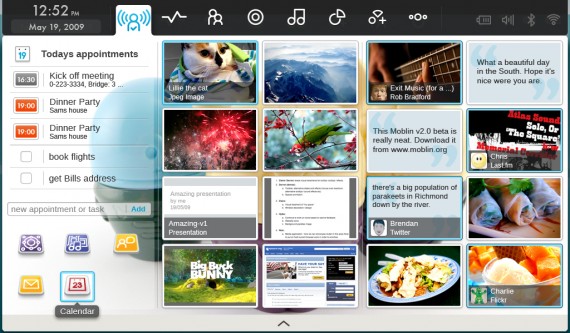 12:52 PM
May 19, 2009
19
Todays appointments
16:30
Kick off meeting
0-223-3334, Bridge. 3 ...
19:00
Dinner Party
Sams house
19:00
Dinner Party
Sams house
book flights
get Bills address
new appointment or task
Add
23
Calendar
Lillie the cat
Jpeg Image
Exit Music (for a ...)
Rob Bradford
What a beautiful day
in the South. Hope it's
nice were you are.
This Moblin v2.0 beta is
really neat. Download it
from www.moblin.org
Atlas Sound
Solo, Or
"The Square"
Memorial
Chris
Last.fm
Amazing presentation
by me
19/05/09
Amazing-v1
Presentation
there's a big population of
parakeets in Richmond
down by the river.
Brendan
Twitter
Big Buck
BUNNY
Charlie
Flickr